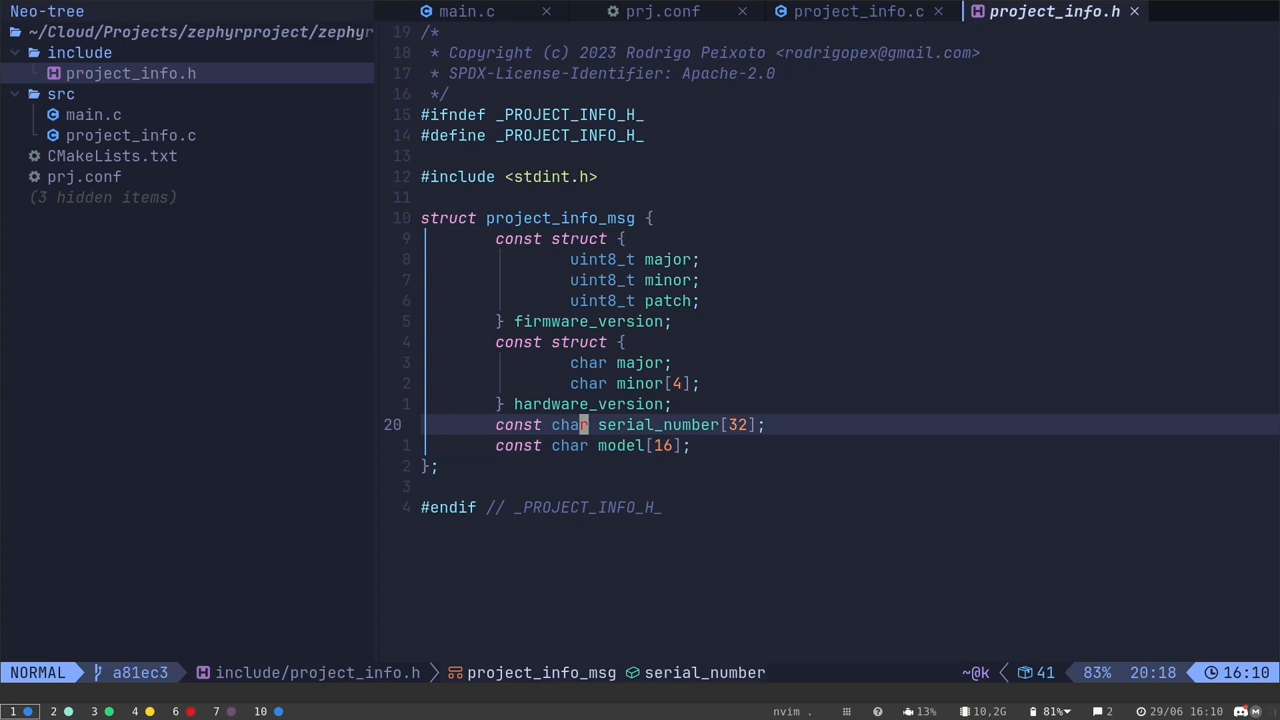 Neo-tree
main.c
prj.conf
project_info.c
project_info.h
~/Cloud/Projects/zephyrproject/zephyr
include
project_info.h
src
main.c
project_info.c
CMakeLists.txt
prj.conf
(3 hidden items)
19 /*
18  * Copyright (c) 2023 Rodrigo Peixoto <rodrigopex@gmail.com>
17  * SPDX-License-Identifier: Apache-2.0
16  */
15 #ifndef _PROJECT_INFO_H_
14 #define _PROJECT_INFO_H_
13
12 #include <stdint.h>
11
10 struct project_info_msg {
9 const struct {
8 uint8_t major;
7 uint8_t minor;
6 uint8_t patch;
5 } firmware_version;
4 const struct {
3 char major;
2 char minor[4];
1 } hardware_version;
20 const char serial_number[32];
1 const char model[16];
2 };
3
4 #endif // _PROJECT_INFO_H_
NORMAL a81ec3 include/project_info.h project_info_msg serial_number ~@k 41 83% 20:18 16:10
1 2 3 4 6 7 10 nvim . 13% 10,2G 81% 2 29/06 16:10